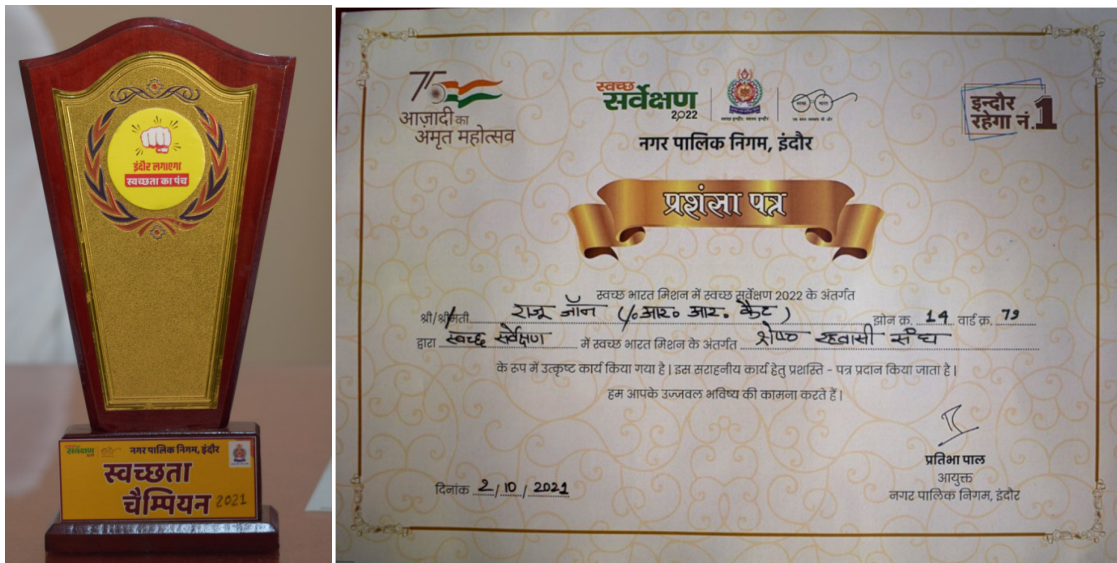 इंदौर लगाएगा
स्वच्छता का पंच
नगर पालिक निगम, इंदौर
स्वच्छता
चैम्पियन 2021
75
आज़ादी का
अमृत महोत्सव
स्वच्छ
सर्वेक्षण
2022
नगर पालिक निगम, इंदौर
इन्दौर
रहेगा नं.1
प्रशंसा पत्र
स्वच्छ भारत मिशन में स्वच्छ सर्वेक्षण 2022 के अंतर्गत
श्री/श्रीमती राजू जॉन (% आर॰ आर॰ कैट) झोन क्र. 14 वार्ड क्र. 79
द्वारा स्वच्छ सर्वेक्षण में स्वच्छ भारत मिशन के अंतर्गत श्रेष्ठ रहवासी संघ
के रूप में उत्कृष्ट कार्य किया गया है। इस सराहनीय कार्य हेतु प्रशस्ति - पत्र प्रदान किया जाता है।
हम आपके उज्जवल भविष्य की कामना करते हैं।
प्रतिभा पाल
आयुक्त
नगर पालिक निगम, इंदौर
दिनांक 2/10/2021